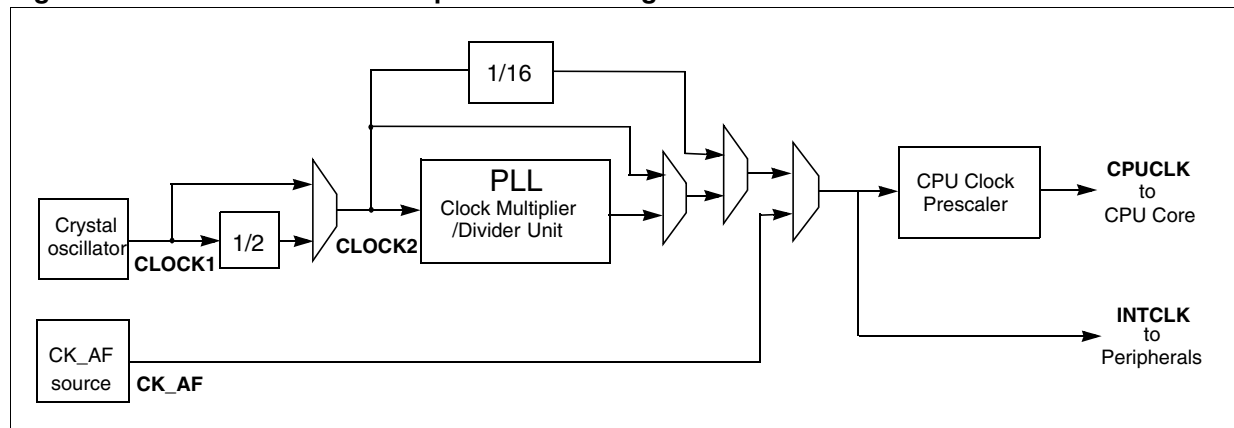 1/16
PLL
Clock Multiplier
/Divider Unit
Crystal
oscillator
CLOCK1
1/2
CLOCK2
CPU Clock
Prescaler
CPUCLK
to
CPU Core
INTCLK
to
Peripherals
CK_AF
source
CK_AF